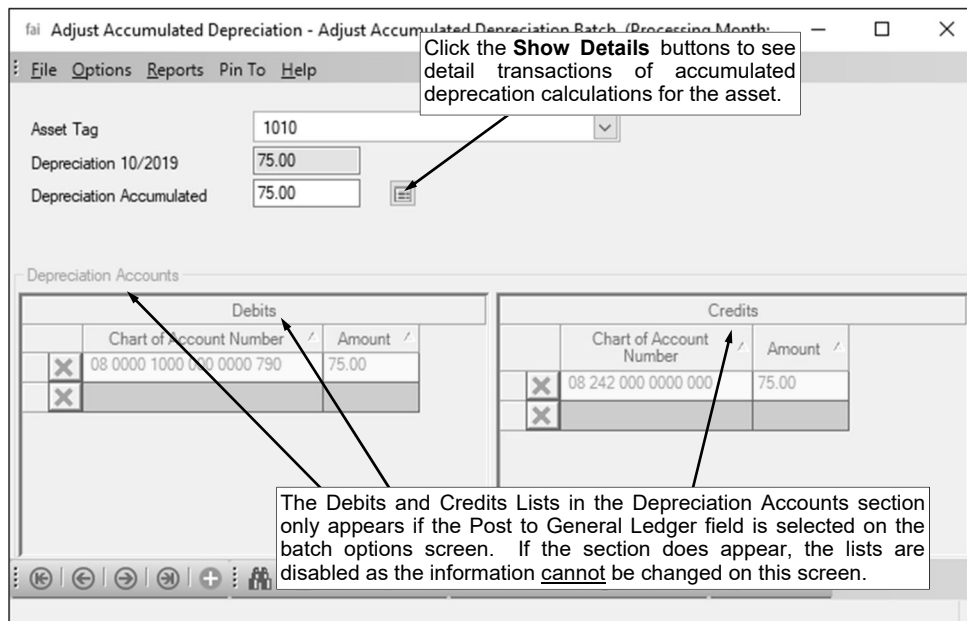 fai Adjust Accumulated Depreciation - Adjust Accumulated Depreciation Batch (Processing Month:
Click the Show Details buttons to see
detail transactions of accumulated
deprecation calculations for the asset.
File Options Reports Pin To Help
Asset Tag 1010
Depreciation 10/2019 75.00
Depreciation Accumulated 75.00
Depreciation Accounts
Debits
Chart of Account Number Amount
08 0000 1000 000 0000 790 75.00
Credits
Chart of Account
Number
Amount
08 242 000 0000 000 75.00
The Debits and Credits Lists in the Depreciation Accounts section
only appears if the Post to General Ledger field is selected on the
batch options screen. If the section does appear, the lists are
disabled as the information cannot be changed on this screen.